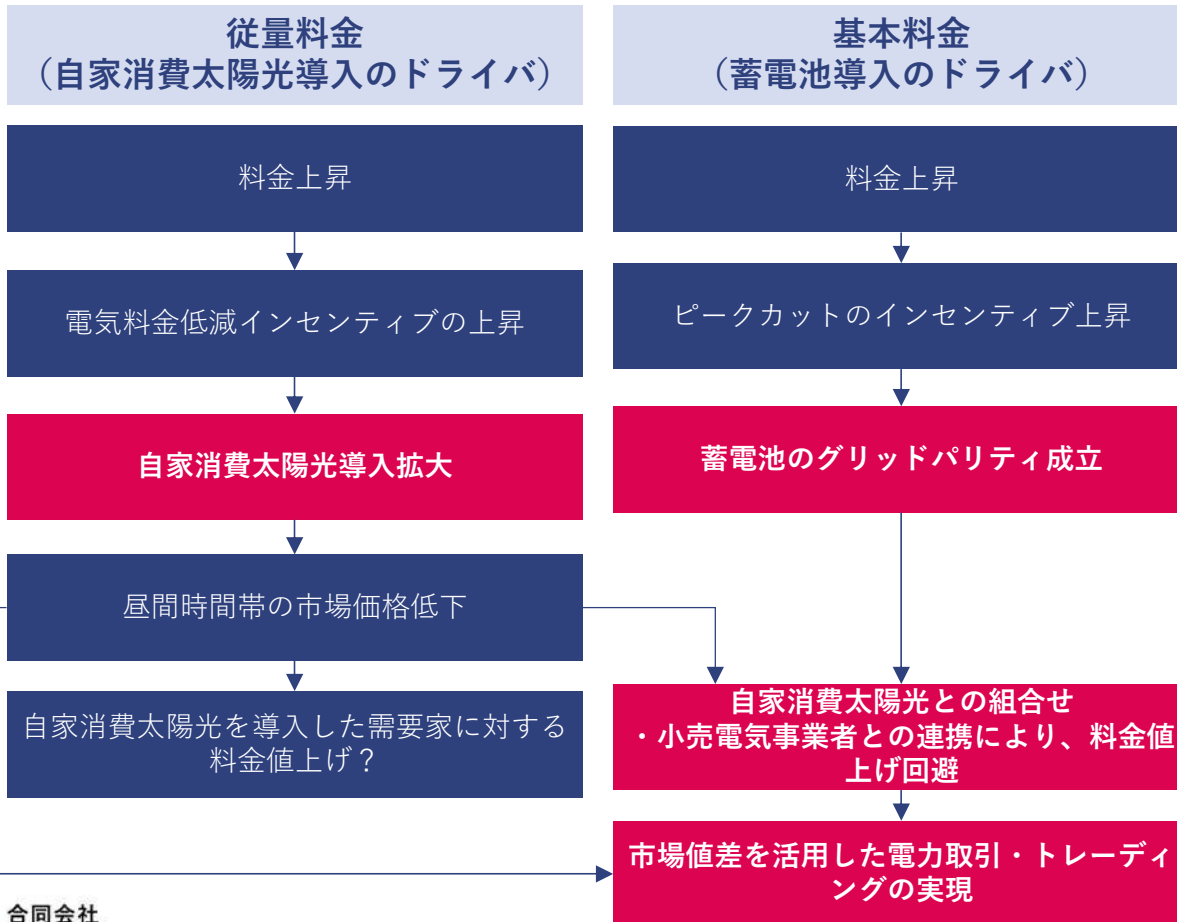 従量料金
（自家消費太陽光導入のドライバ）
料金上昇
電気料金低減インセンティブの上昇
自家消費太陽光導入拡大
昼間時間帯の市場価格低下
自家消費太陽光を導入した需要家に対する
料金値上げ？
基本料金
（蓄電池導入のドライバ）
料金上昇
ピークカットのインセンティブ上昇
蓄電池のグリッドパリティ成立
自家消費太陽光との組合せ
・小売電気事業者との連携により、料金値
上げ回避
市場値差を活用した電力取引・トレーディ
ングの実現
合同会社